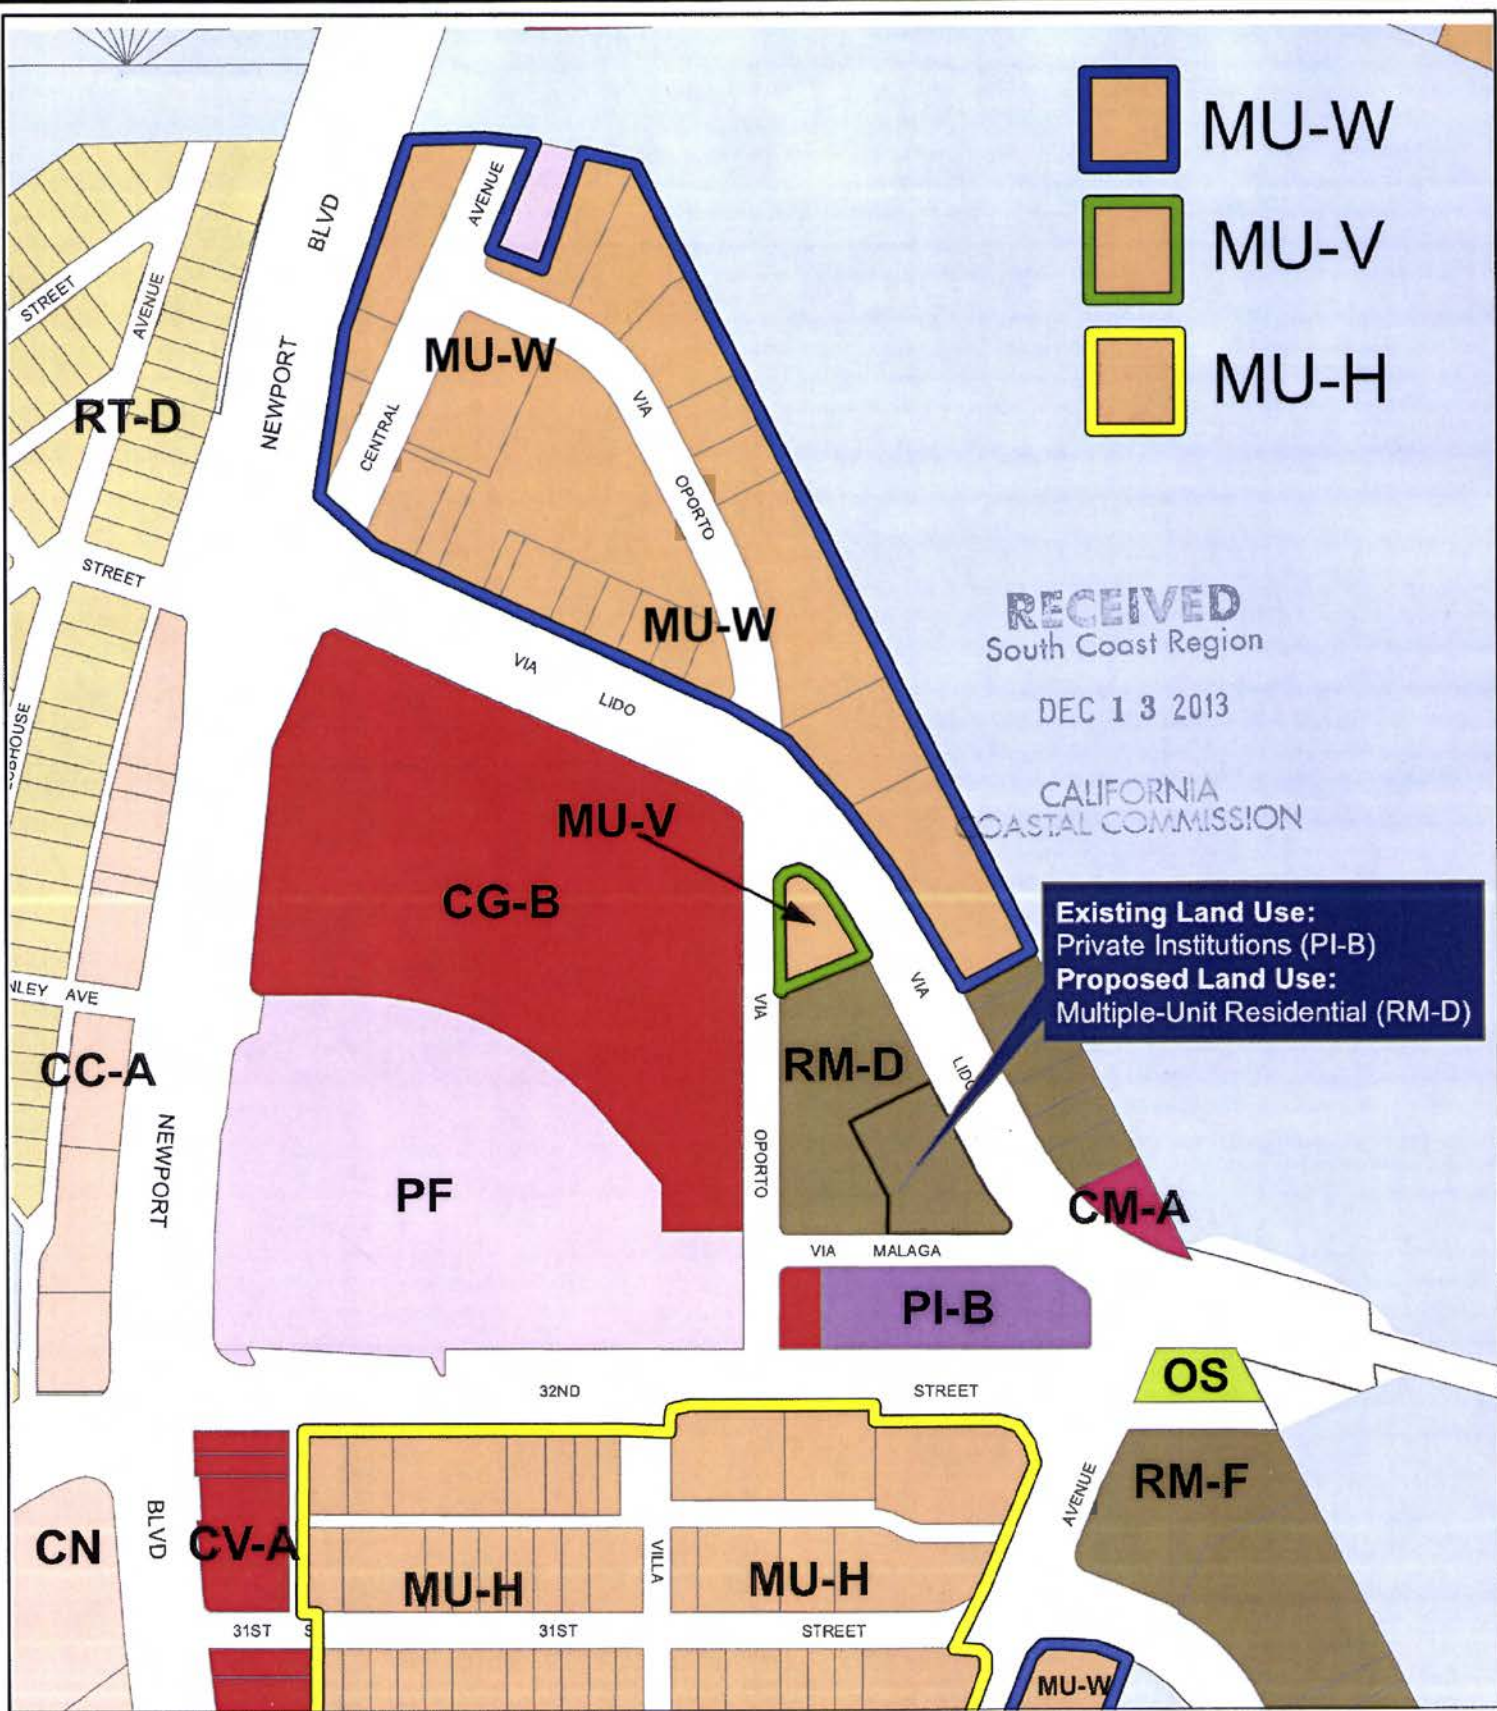 MU-W
MU-V
MU-H
BLVD
AVENUE
STREET
AVENUE
NEWPORT
MU-W
VIA
RT-D
CENTRAL
OPORTO
STREET
MU-W
RECEIVED
South Coast Region
DEC 13 2013
CALIFORNIA
COASTAL COMMISSION
VIA
LIDO
MU-V
CG-B
Existing Land Use:
Private Institutions (PI-B)
Proposed Land Use:
Multiple-Unit Residential (RM-D)
VIA
VIA
NLEY AVE
CC-A
RM-D
LIDO
NEWPORT
OPORTO
PF
CM-A
VIA MALAGA
PI-B
OS
32ND STREET
AVENUE
RM-F
CN
BLVD
CV-A
MU-H
VILLA
MU-H
31ST S
31ST STREET
MU-W